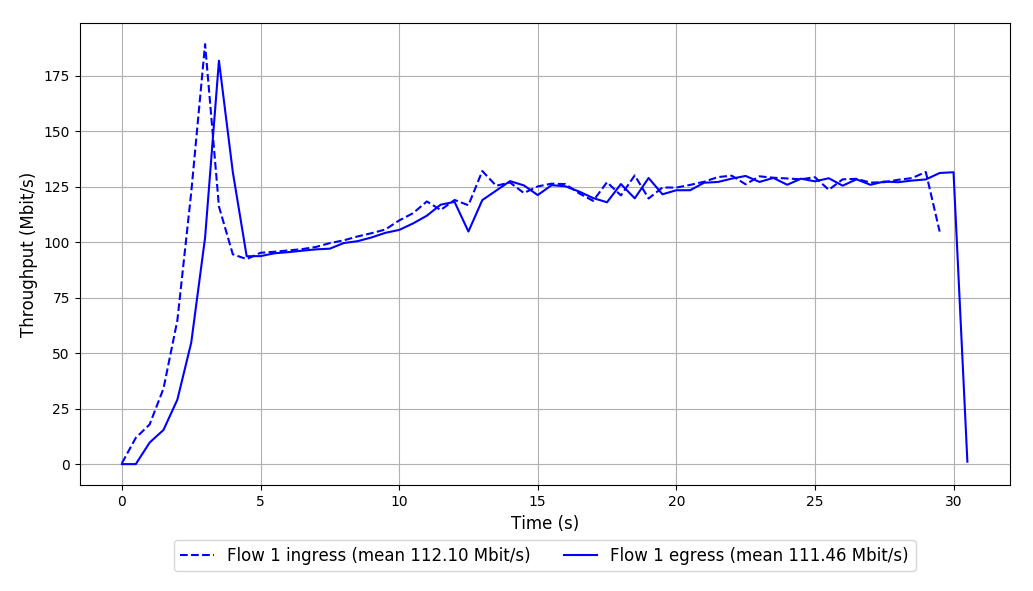 175
150
125
100
75
50
25
0
Throughput (Mbit/s)
0 5 10 15 20 25 30
Time (s)
Flow 1 ingress (mean 112.10 Mbit/s) Flow 1 egress (mean 111.46 Mbit/s)